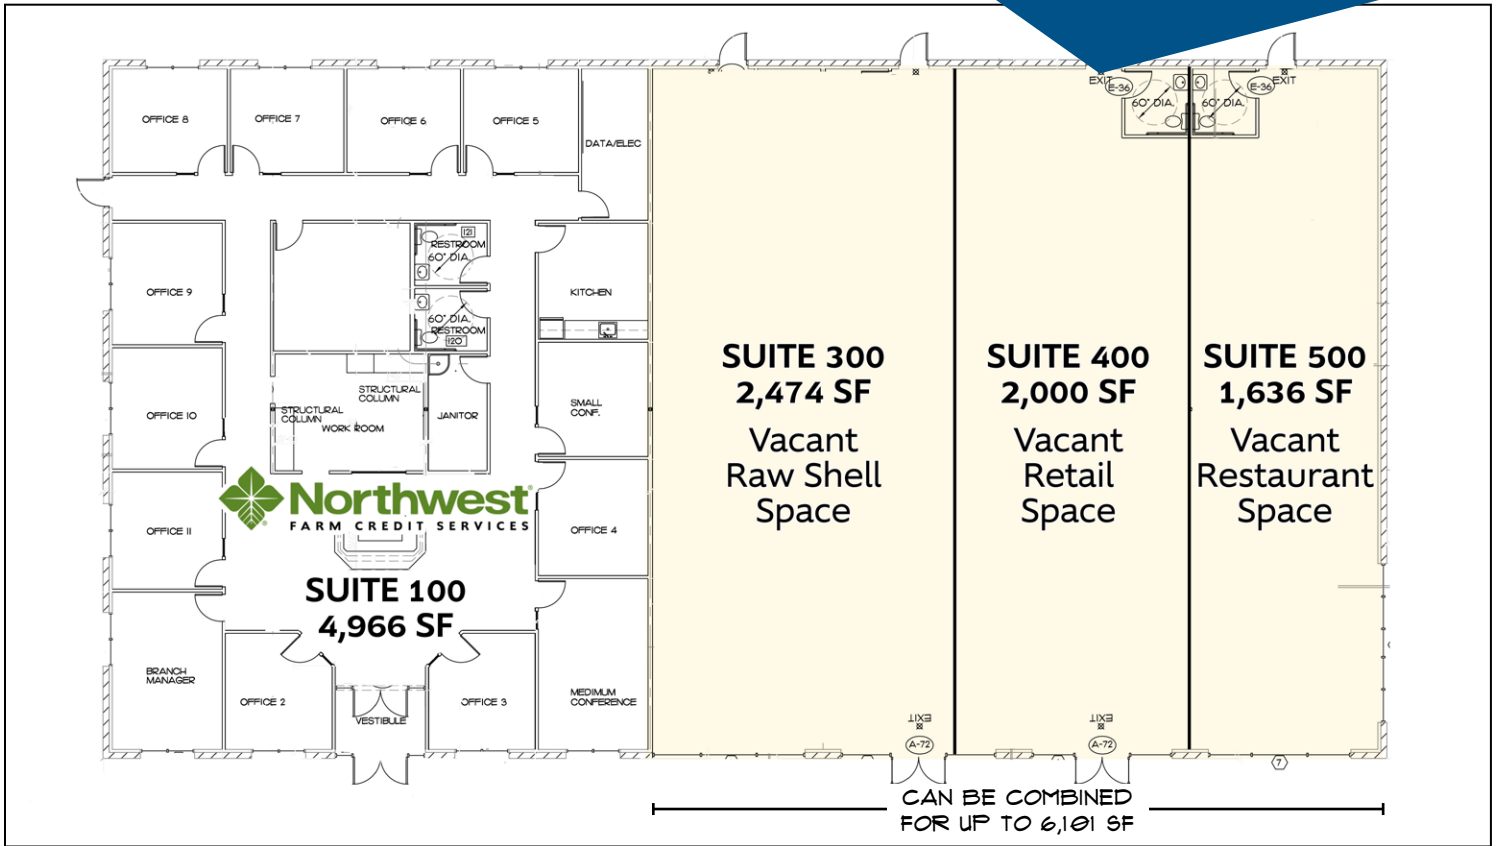 OFFICE 8
OFFICE 7
OFFICE 6
OFFICE 5
DATA/ELEC
EXIT
E-36
60" DIA.
60" DIA.
E-36
EXIT
OFFICE 9
121
RESTROOM
60" DIA.
60" DIA.
RESTROOM
120
KITCHEN
OFFICE 10
STRUCTURAL
COLUMN
STRUCTURAL
COLUMN
WORK ROOM
JANITOR
SMALL
CONF.
SUITE 300
2,474 SF
Vacant
Raw Shell
Space
SUITE 400
2,000 SF
Vacant
Retail
Space
SUITE 500
1,636 SF
Vacant
Restaurant
Space
OFFICE 11
Northwest
FARM CREDIT SERVICES
OFFICE 4
SUITE 100
4,966 SF
BRANCH
MANAGER
OFFICE 2
VESTIBULE
OFFICE 3
MEDIMUM
CONFERENCE
EXIT
A-72
EXIT
A-72
7
CAN BE COMBINED
FOR UP TO 6,101 SF